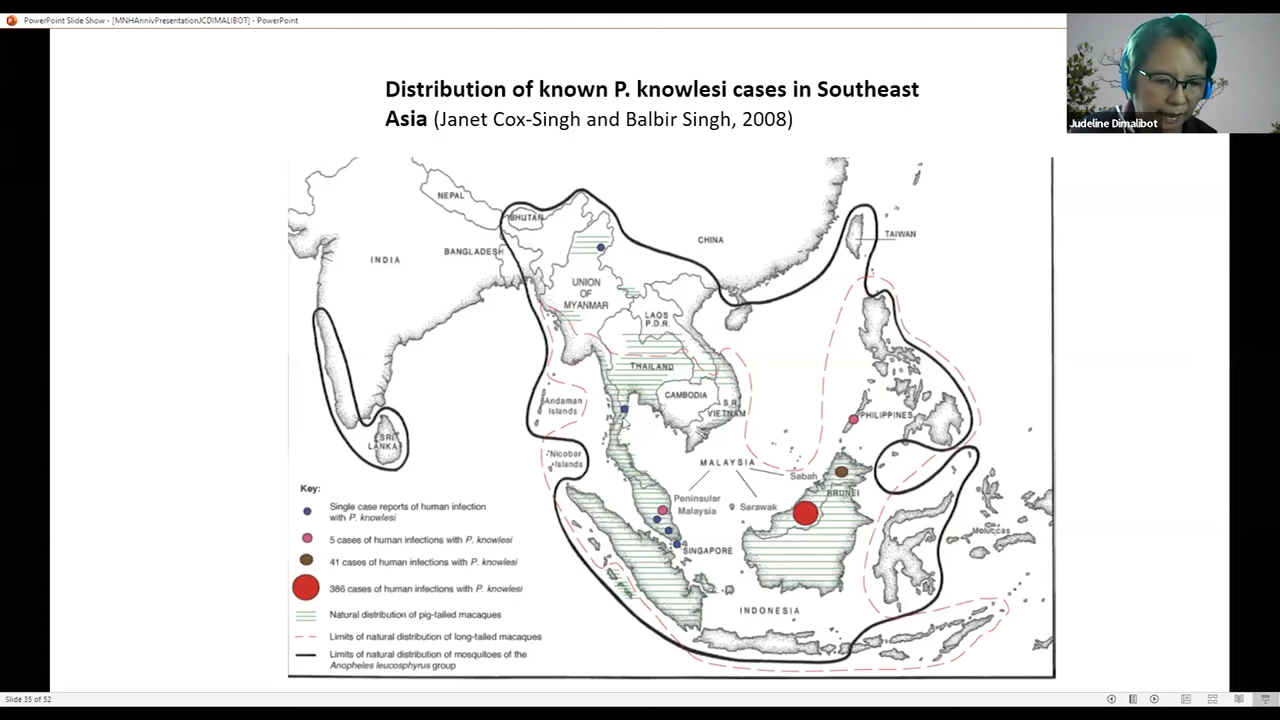 PowerPoint Slide Show - [MNHAnnivPresentationJCDIMALIBOT] - PowerPoint
Judeline Dimalibot
Distribution of known P. knowlesi cases in Southeast
Asia (Janet Cox-Singh and Balbir Singh, 2008)
NEPAL
BHUTAN
BANGLADESH
INDIA
CHINA
TAIWAN
UNION
OF
MYANMAR
LAOS
P.D.R.
THAILAND
CAMBODIA
S.R.
VIETNAM
Andaman
Islands
Nicobar
Islands
SRI
LANKA
PHILIPPINES
MALAYSIA
Sabah
BRUNEI
Peninsular
Malaysia
Sarawak
SINGAPORE
Moluccas
INDONESIA
Key:
Single case reports of human infection
with P. knowlesi
5 cases of human infections with P. knowlesi
41 cases of human infections with P. knowlesi
386 cases of human infections with P. knowlesi
Natural distribution of pig-tailed macaques
Limits of natural distribution of long-tailed macaques
Limits of natural distribution of mosquitoes of the
Anopheles leucosphyrus group
Slide 35 of 52